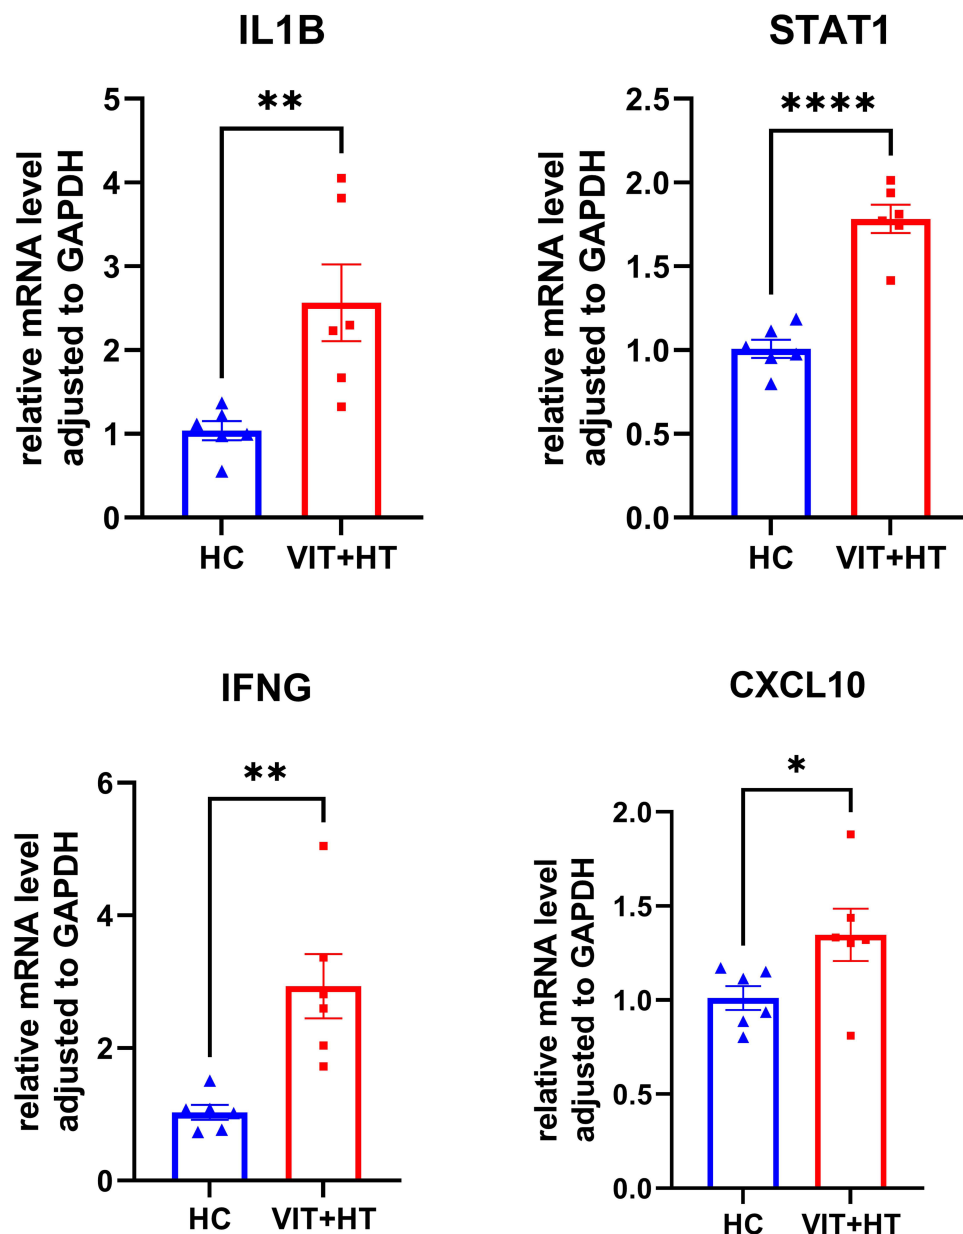 IL1B
**
relative mRNA level
adjusted to GAPDH
5
4
3
2
1
0
HC VIT+HT
STAT1
****
relative mRNA level
adjusted to GAPDH
2.5
2.0
1.5
1.0
0.5
0.0
HC VIT+HT
IFNG
**
relative mRNA level
adjusted to GAPDH
6
4
2
0
HC VIT+HT
CXCL10
*
relative mRNA level
adjusted to GAPDH
2.0
1.5
1.0
0.5
0.0
HC VIT+HT